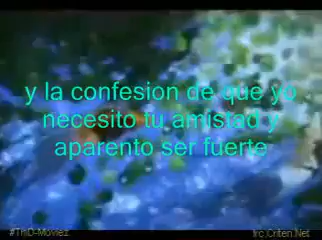 y la confesion de que yo
necesito tu amistad y
aparento ser fuerte
#ThD-Moviez
Irc.Criten.Net